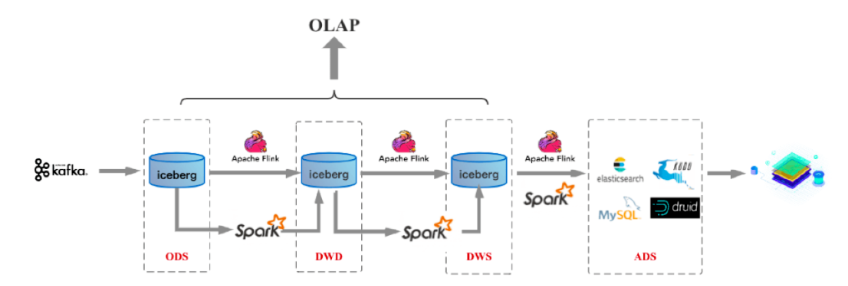 OLAP
kafka.
iceberg
Apache Flink
iceberg
Apache Flink
iceberg
Apache Flink
Spark
elasticsearch
KUDU
MySQL
druid
Spark
Spark
ODS
DWD
DWS
ADS